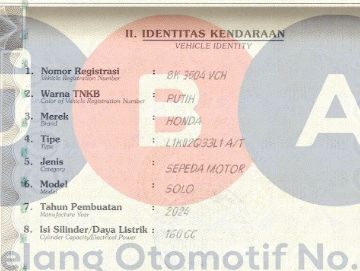 II. IDENTITAS KENDARAAN
VEHICLE IDENTITY
1. Nomor Registrasi : BK 3604 VCH
Vehicle Registration Number
2. Warna TNKB : PUTIH
Color of Vehicle Registration Number
3. Merek : HONDA
Brand
4. Tipe : L1K02Q33L1 A/T
Type
5. Jenis : SEPEDA MOTOR
Category
6. Model : SOLO
Model
7. Tahun Pembuatan : 2024
Manufacture Year
8. Isi Silinder/Daya Listrik : 160 CC
Cylinder Capacity/Electrical Power
B A
elang Otomotif No.